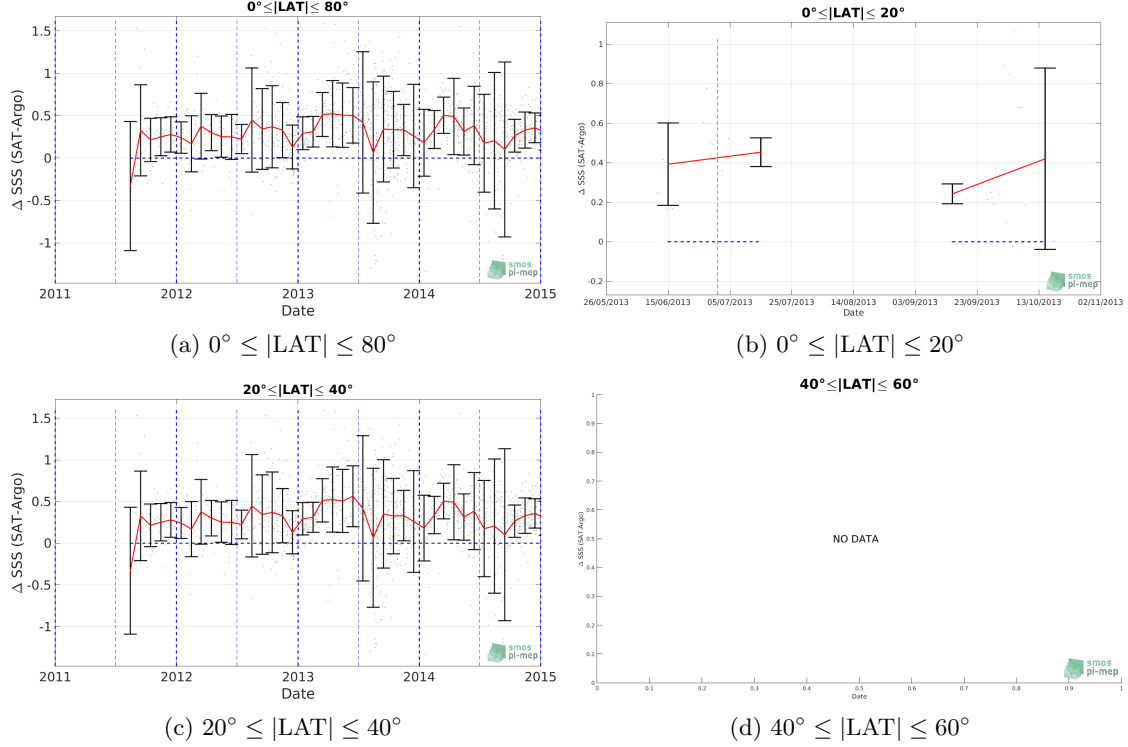 0°≤|LAT|≤ 80°
1.5
1
0.5
0
-0.5
-1
Δ SSS (SAT-Argo)
smos
pi-mep
2011 2012 2013 2014 2015
Date
(a) 0° ≤ |LAT| ≤ 80°
0°≤|LAT|≤ 20°
1
0.8
0.6
0.4
0.2
0
-0.2
Δ SSS (SAT-Argo)
smos
pi-mep
26/05/2013 15/06/2013 05/07/2013 25/07/2013 14/08/2013 03/09/2013 23/09/2013 13/10/2013 02/11/2013
Date
(b) 0° ≤ |LAT| ≤ 20°
20°≤|LAT|≤ 40°
1.5
1
0.5
0
-0.5
-1
Δ SSS (SAT-Argo)
smos
pi-mep
2011 2012 2013 2014 2015
Date
(c) 20° ≤ |LAT| ≤ 40°
40°≤|LAT|≤ 60°
1
0.9
0.8
0.7
0.6
0.5
0.4
0.3
0.2
0.1
0
Δ SSS (SAT-Argo)
NO DATA
smos
pi-mep
0 0.1 0.2 0.3 0.4 0.5 0.6 0.7 0.8 0.9 1
Date
(d) 40° ≤ |LAT| ≤ 60°